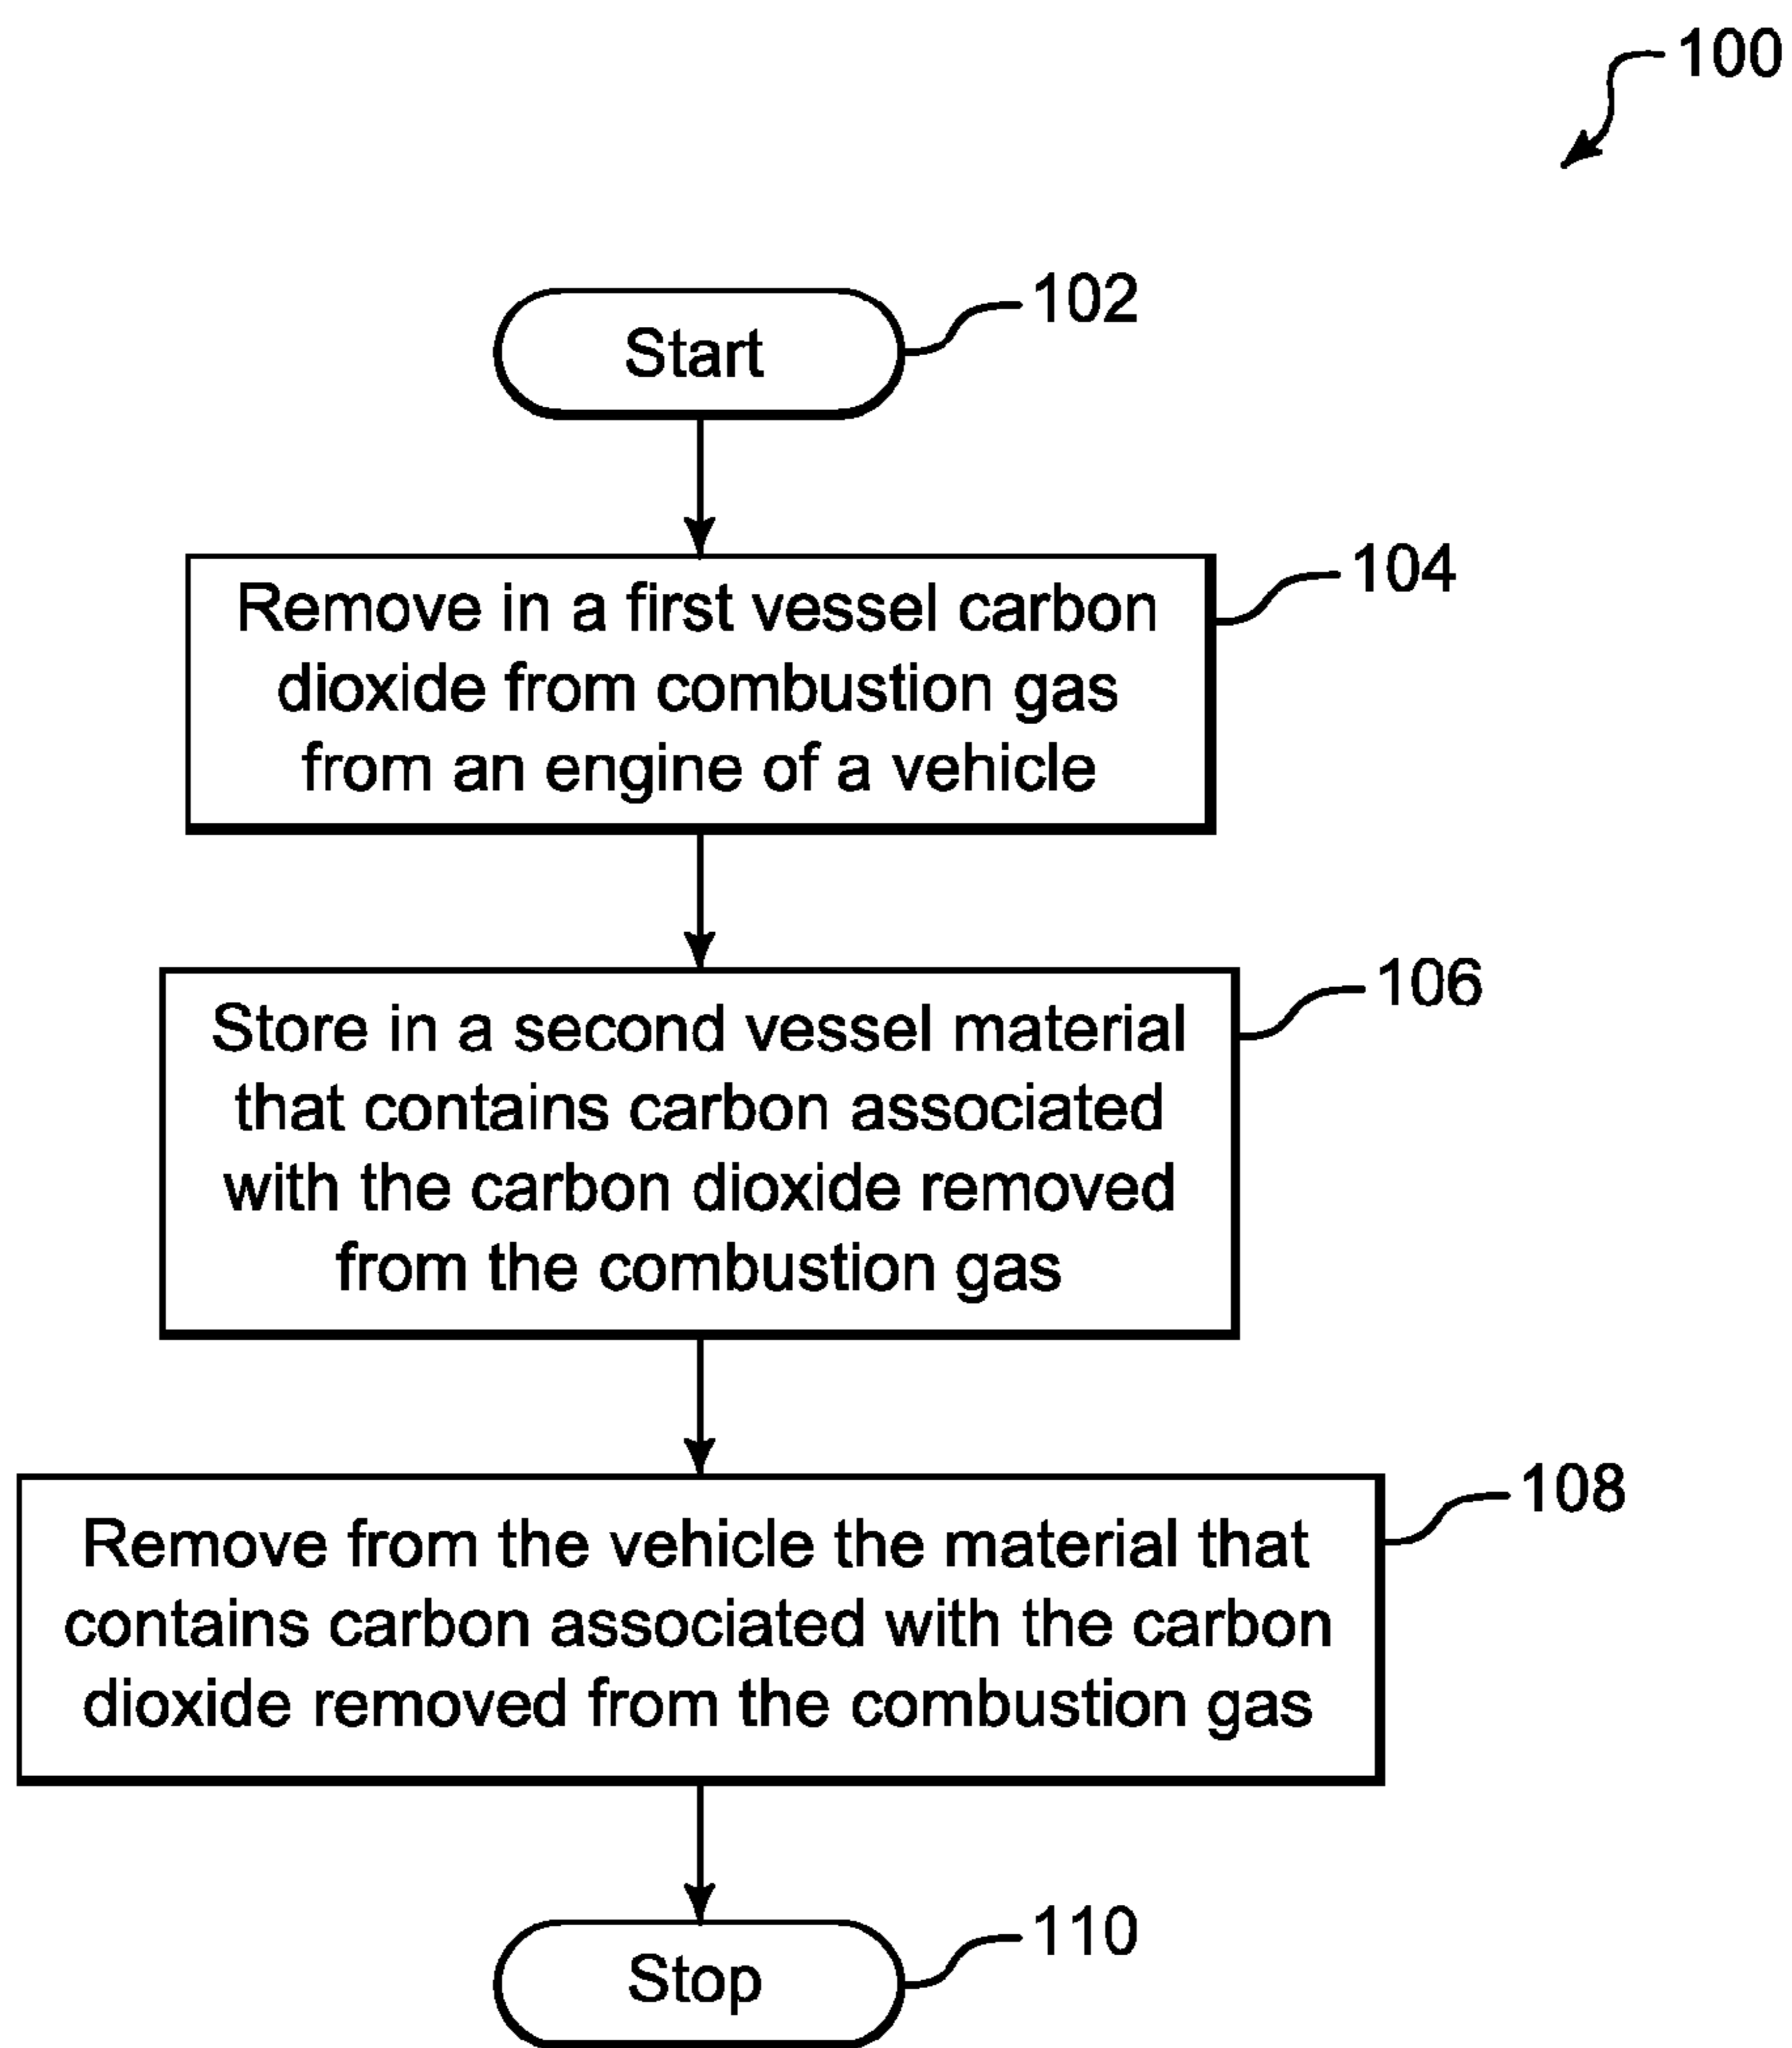 100
Start
102
Remove in a first vessel carbon
dioxide from combustion gas
from an engine of a vehicle
104
Store in a second vessel material
that contains carbon associated
with the carbon dioxide removed
from the combustion gas
106
Remove from the vehicle the material that
contains carbon associated with the carbon
dioxide removed from the combustion gas
108
Stop
110